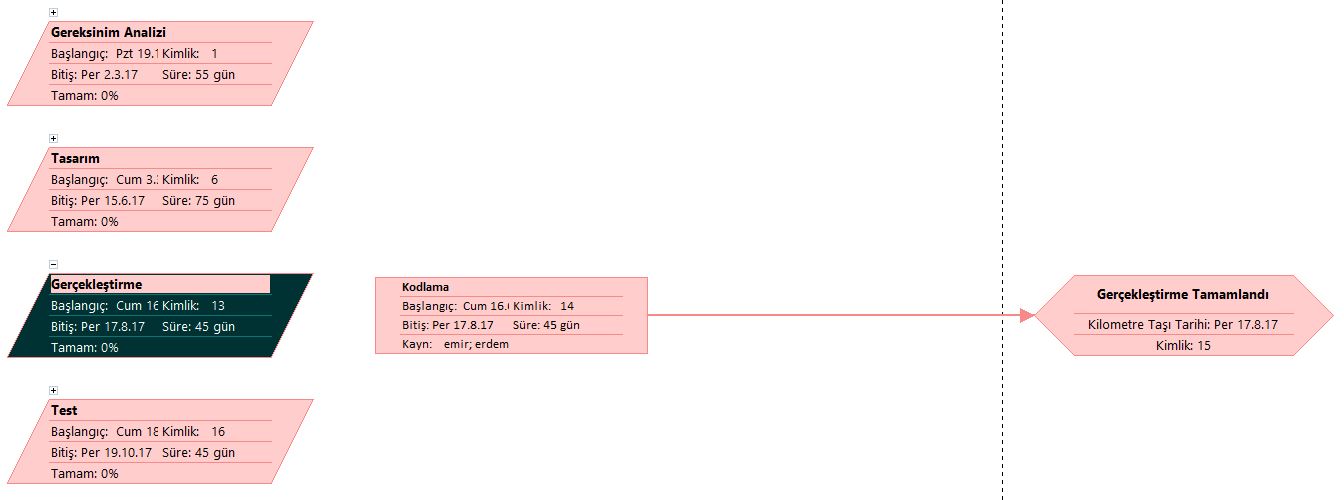 Gereksinim Analizi
Başlangıç: Pzt 19.1 Kimlik: 1
Bitiş: Per 2.3.17 Süre: 55 gün
Tamam: 0%
Tasarım
Başlangıç: Cum 3.3 Kimlik: 6
Bitiş: Per 15.6.17 Süre: 75 gün
Tamam: 0%
Gerçekleştirme
Başlangıç: Cum 16 Kimlik: 13
Bitiş: Per 17.8.17 Süre: 45 gün
Tamam: 0%
Kodlama
Başlangıç: Cum 16. Kimlik: 14
Bitiş: Per 17.8.17 Süre: 45 gün
Kayn: emir; erdem
Gerçekleştirme Tamamlandı
Kilometre Taşı Tarihi: Per 17.8.17
Kimlik: 15
Test
Başlangıç: Cum 18 Kimlik: 16
Bitiş: Per 19.10.17 Süre: 45 gün
Tamam: 0%